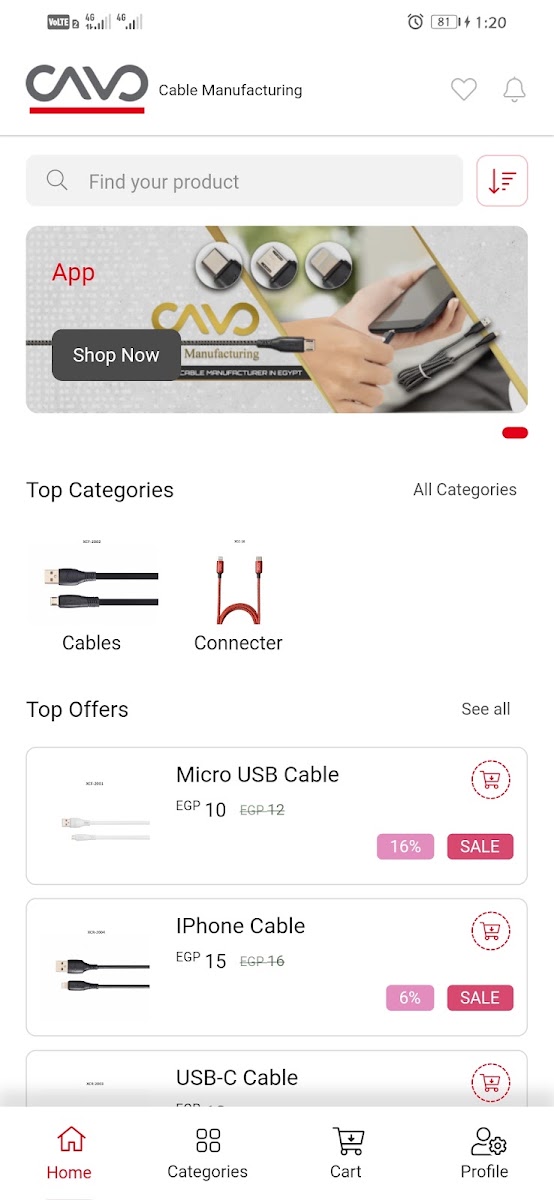 VoLTE 2 4G 4G 81 1:20
CAVO Cable Manufacturing
Find your product
App
CAVO
Shop Now
Manufacturing
CABLE MANUFACTURER IN EGYPT
Top Categories All Categories
Cables Connecter
Top Offers See all
Micro USB Cable
EGP 10 EGP 12
16% SALE
IPhone Cable
EGP 15 EGP 16
6% SALE
USB-C Cable
Home Categories Cart Profile